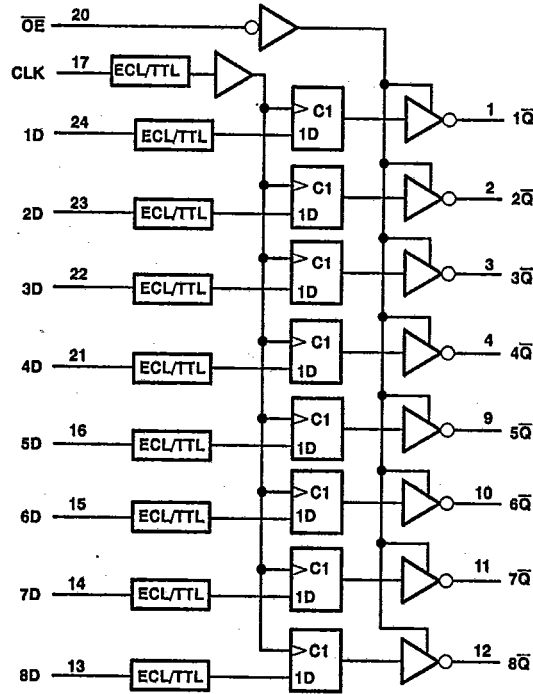 O̅E̅ 20
CLK 17 ECL/TTL
1D 24 ECL/TTL C1 1D 1 1Q̅
2D 23 ECL/TTL C1 1D 2 2Q̅
3D 22 ECL/TTL C1 1D 3 3Q̅
4D 21 ECL/TTL C1 1D 4 4Q̅
5D 16 ECL/TTL C1 1D 9 5Q̅
6D 15 ECL/TTL C1 1D 10 6Q̅
7D 14 ECL/TTL C1 1D 11 7Q̅
8D 13 ECL/TTL C1 1D 12 8Q̅